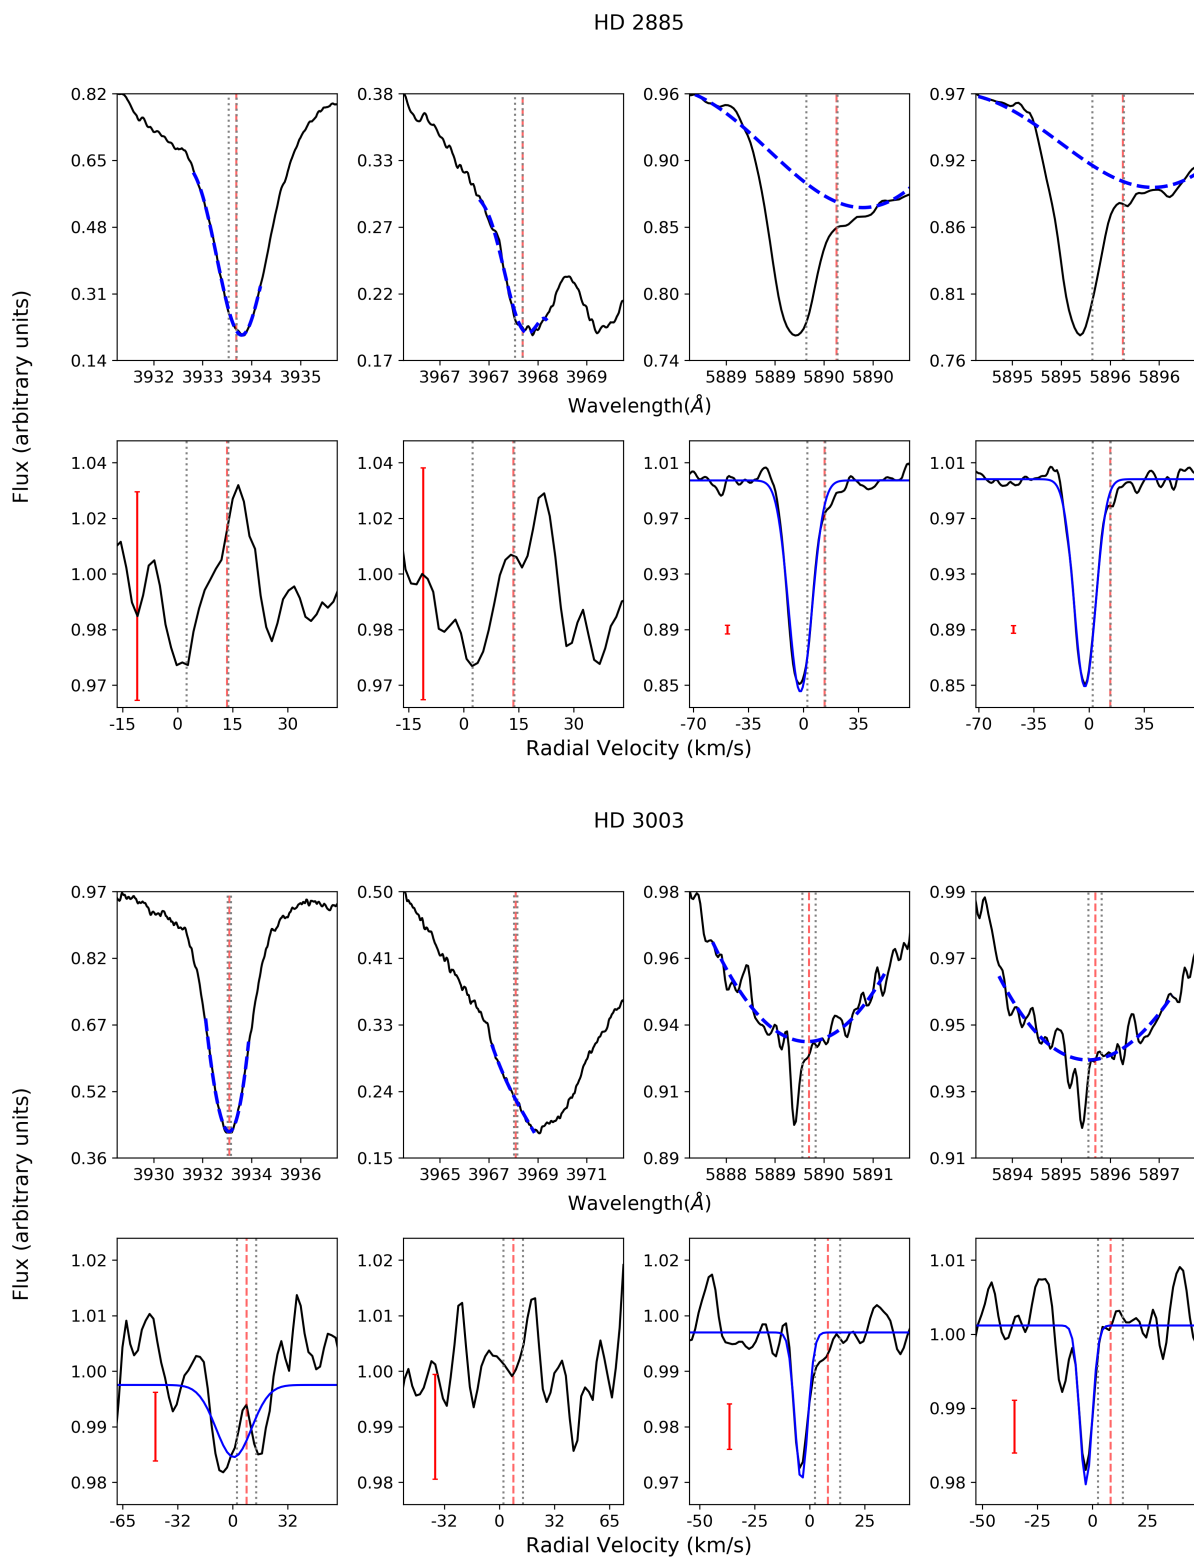 HD 2885
0.82 0.65 0.48 0.31 0.14
3932 3933 3934 3935
0.38 0.33 0.27 0.22 0.17
3967 3967 3968 3969
0.96 0.90 0.85 0.80 0.74
5889 5889 5890 5890
0.97 0.92 0.86 0.81 0.76
5895 5895 5896 5896
Wavelength(Å)
Flux (arbitrary units)
1.04 1.02 1.00 0.98 0.97
-15 0 15 30
1.04 1.02 1.00 0.98 0.97
-15 0 15 30
1.01 0.97 0.93 0.89 0.85
-70 -35 0 35
1.01 0.97 0.93 0.89 0.85
-70 -35 0 35
Radial Velocity (km/s)
HD 3003
0.97 0.82 0.67 0.52 0.36
3930 3932 3934 3936
0.50 0.41 0.33 0.24 0.15
3965 3967 3969 3971
0.98 0.96 0.94 0.91 0.89
5888 5889 5890 5891
0.99 0.97 0.95 0.93 0.91
5894 5895 5896 5897
Wavelength(Å)
Flux (arbitrary units)
1.02 1.01 1.00 0.99 0.98
-65 -32 0 32
1.02 1.01 1.00 0.99 0.98
-32 0 32 65
1.02 1.00 0.99 0.98 0.97
-50 -25 0 25
1.01 1.00 0.99 0.98
-50 -25 0 25
Radial Velocity (km/s)